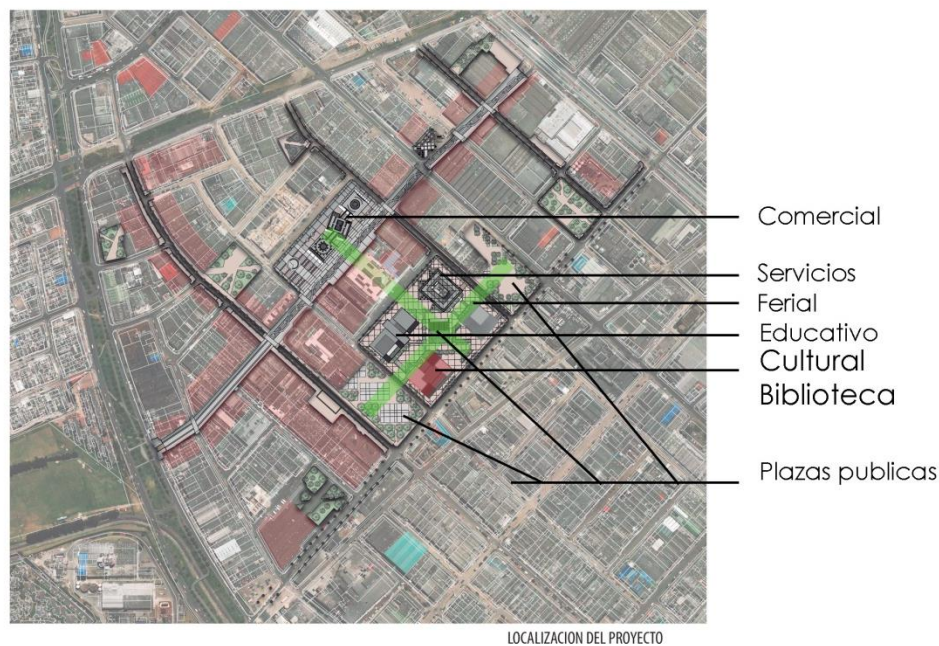 Comercial
Servicios
Ferial
Educativo
Cultural
Biblioteca
Plazas publicas
LOCALIZACION DEL PROYECTO